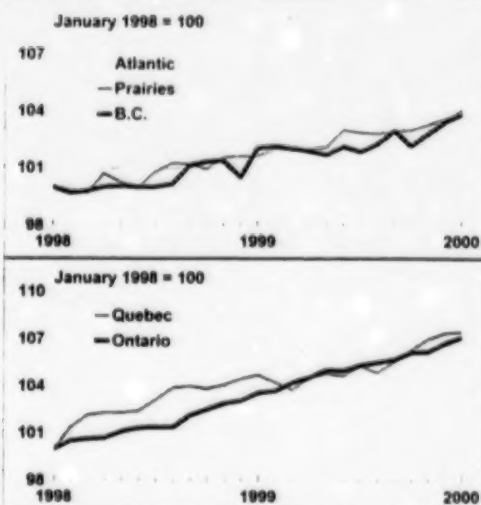 January 1998 = 100
107
Atlantic
Prairies
104
B.C.
101
98
1998 1999 2000
January 1998 = 100
110
Quebec
107
Ontario
104
101
98
1998 1999 2000